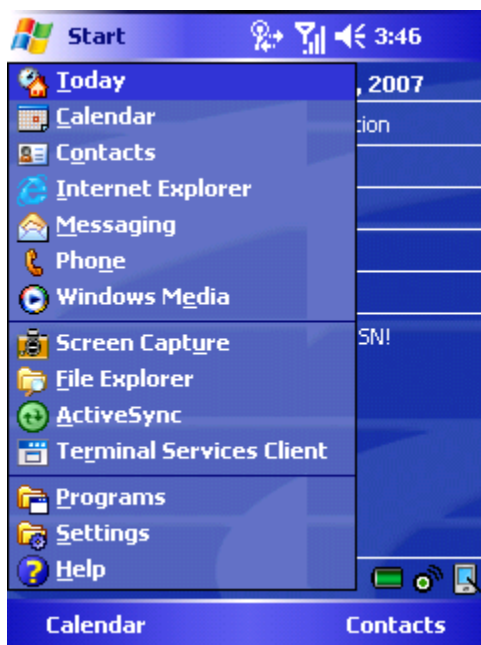 Start 3:46
Today
, 2007
Calendar
tion
Contacts
Internet Explorer
Messaging
Phone
Windows Media
Screen Capture
SN!
File Explorer
ActiveSync
Terminal Services Client
Programs
Settings
Help
Calendar Contacts